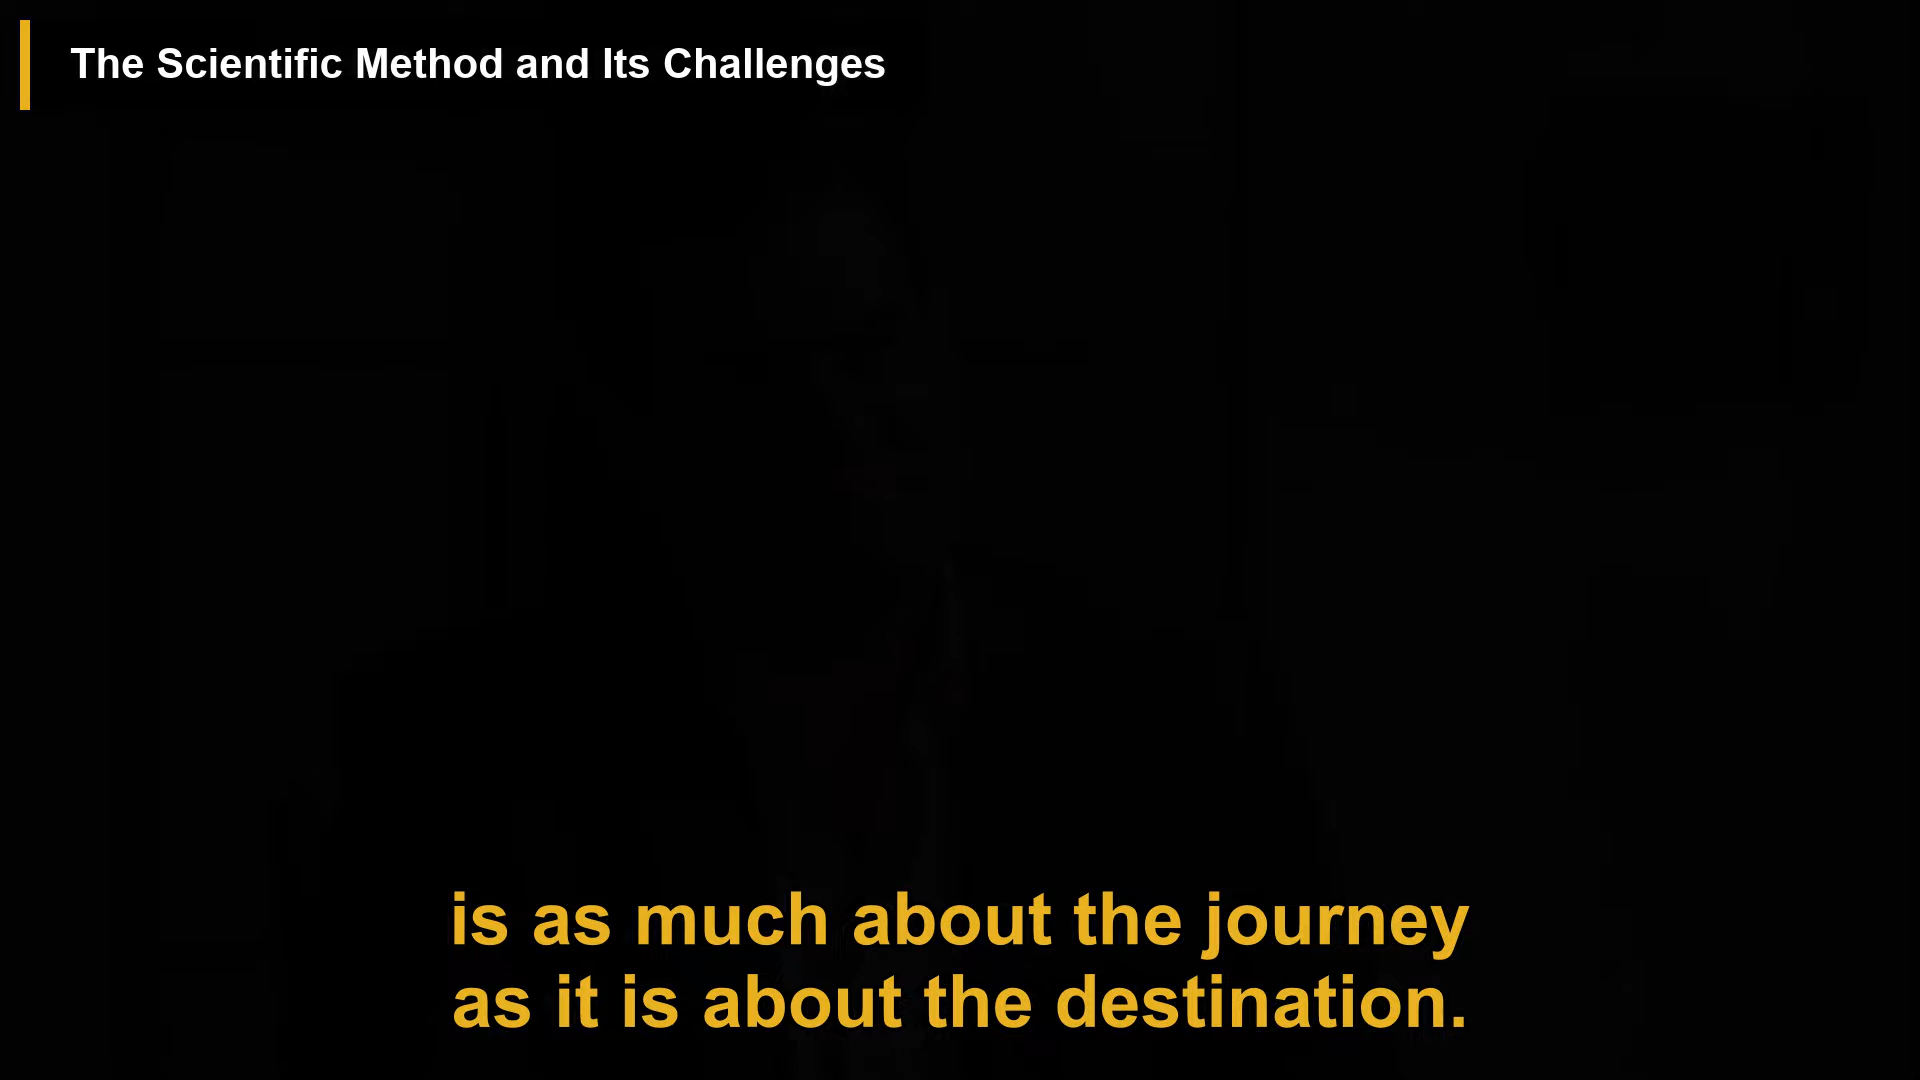 The Scientific Method and Its Challenges
is as much about the journey
as it is about the destination.